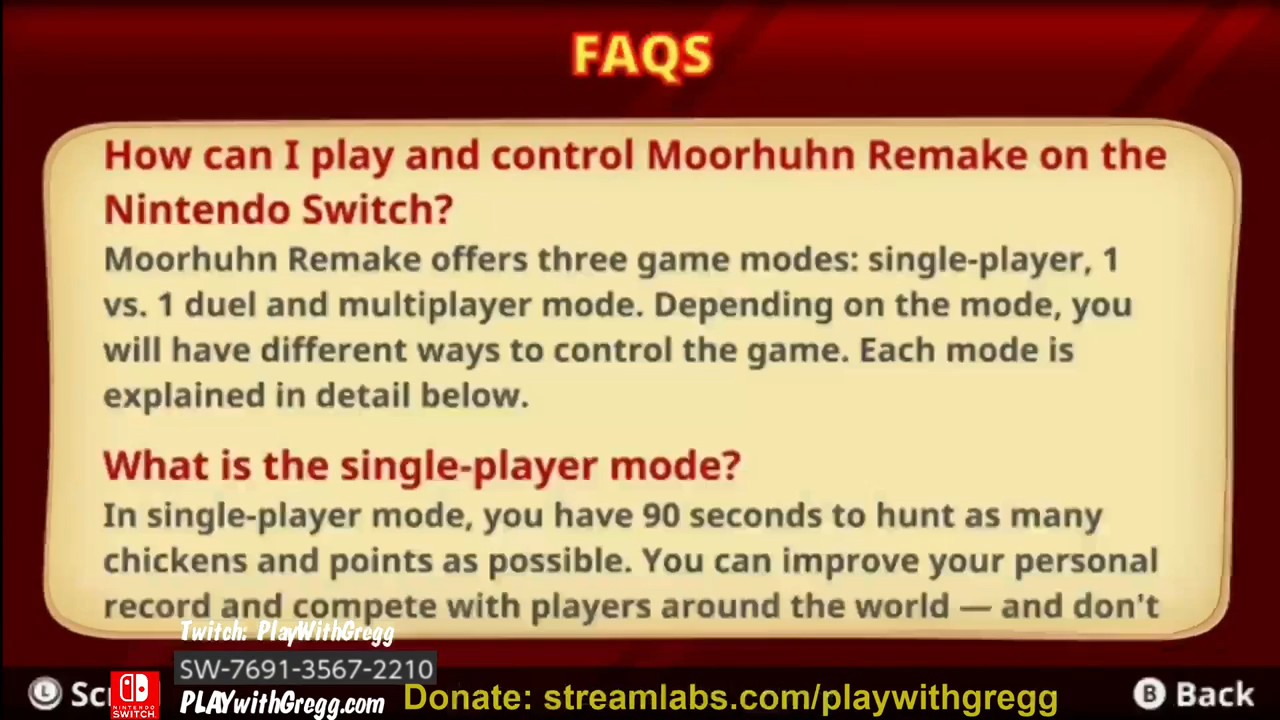 FAQS
How can I play and control Moorhuhn Remake on the
Nintendo Switch?
Moorhuhn Remake offers three game modes: single-player, 1
vs. 1 duel and multiplayer mode. Depending on the mode, you
will have different ways to control the game. Each mode is
explained in detail below.
What is the single-player mode?
In single-player mode, you have 90 seconds to hunt as many
chickens and points as possible. You can improve your personal
record and compete with players around the world — and don't
Twitch: PlayWithGregg
SW-7691-3567-2210
L Scr
NINTENDO
SWITCH
PLAYwithGregg.com
Donate: streamlabs.com/playwithgregg
B Back